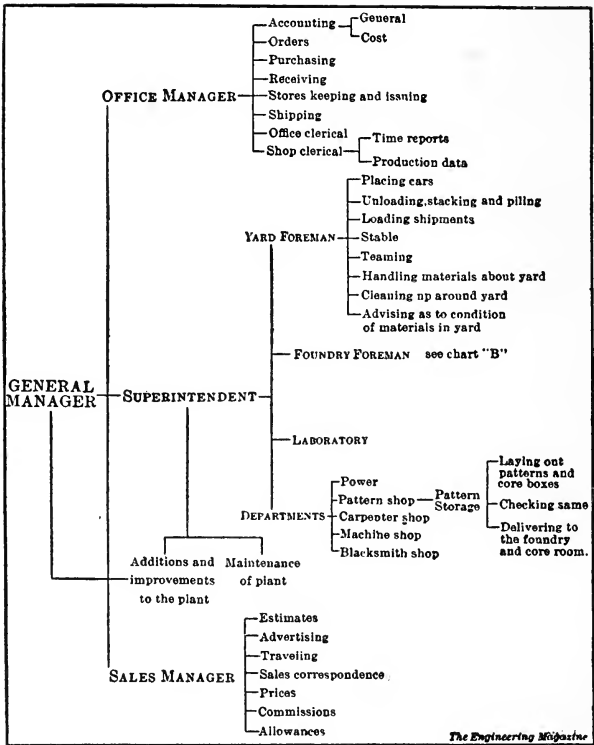 Accounting
General
Cost
Orders
Purchasing
Receiving
OFFICE MANAGER
Stores keeping and issuing
Shipping
Office clerical
Shop clerical
Time reports
Production data
Placing cars
Unloading, stacking and piling
Loading shipments
YARD FOREMAN
Stable
Teaming
Handling materials about yard
Cleaning up around yard
Advising as to condition
of materials in yard
FOUNDRY FOREMAN see chart "B"
GENERAL
MANAGER
SUPERINTENDENT
LABORATORY
DEPARTMENTS
Power
Pattern shop
Carpenter shop
Machine shop
Blacksmith shop
Pattern
Storage
Laying out
patterns and
core boxes
Checking same
Delivering to
the foundry
and core room.
Additions and
improvements
to the plant
Maintenance
of plant
SALES MANAGER
Estimates
Advertising
Traveling
Sales correspondence
Prices
Commissions
Allowances
The Engineering Magazine